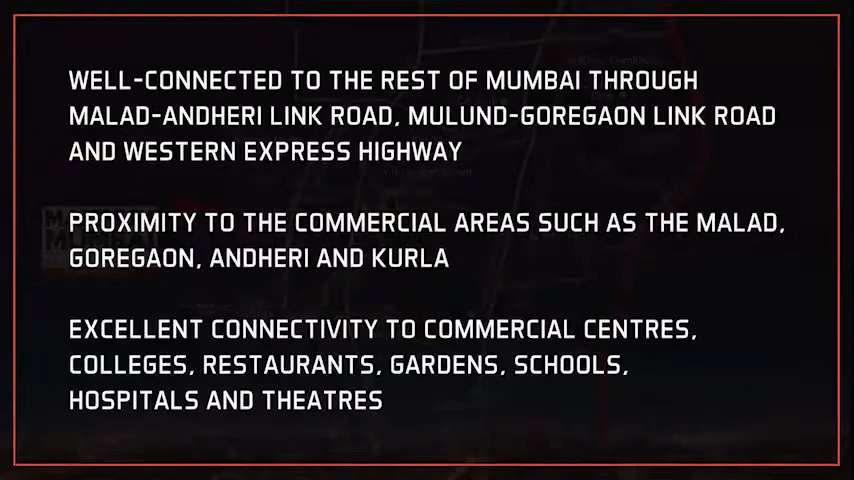 WELL-CONNECTED TO THE REST OF MUMBAI THROUGH
MALAD-ANDHERI LINK ROAD, MULUND-GOREGAON LINK ROAD
AND WESTERN EXPRESS HIGHWAY
PROXIMITY TO THE COMMERCIAL AREAS SUCH AS THE MALAD,
GOREGAON, ANDHERI AND KURLA
EXCELLENT CONNECTIVITY TO COMMERCIAL CENTRES,
COLLEGES, RESTAURANTS, GARDENS, SCHOOLS,
HOSPITALS AND THEATRES